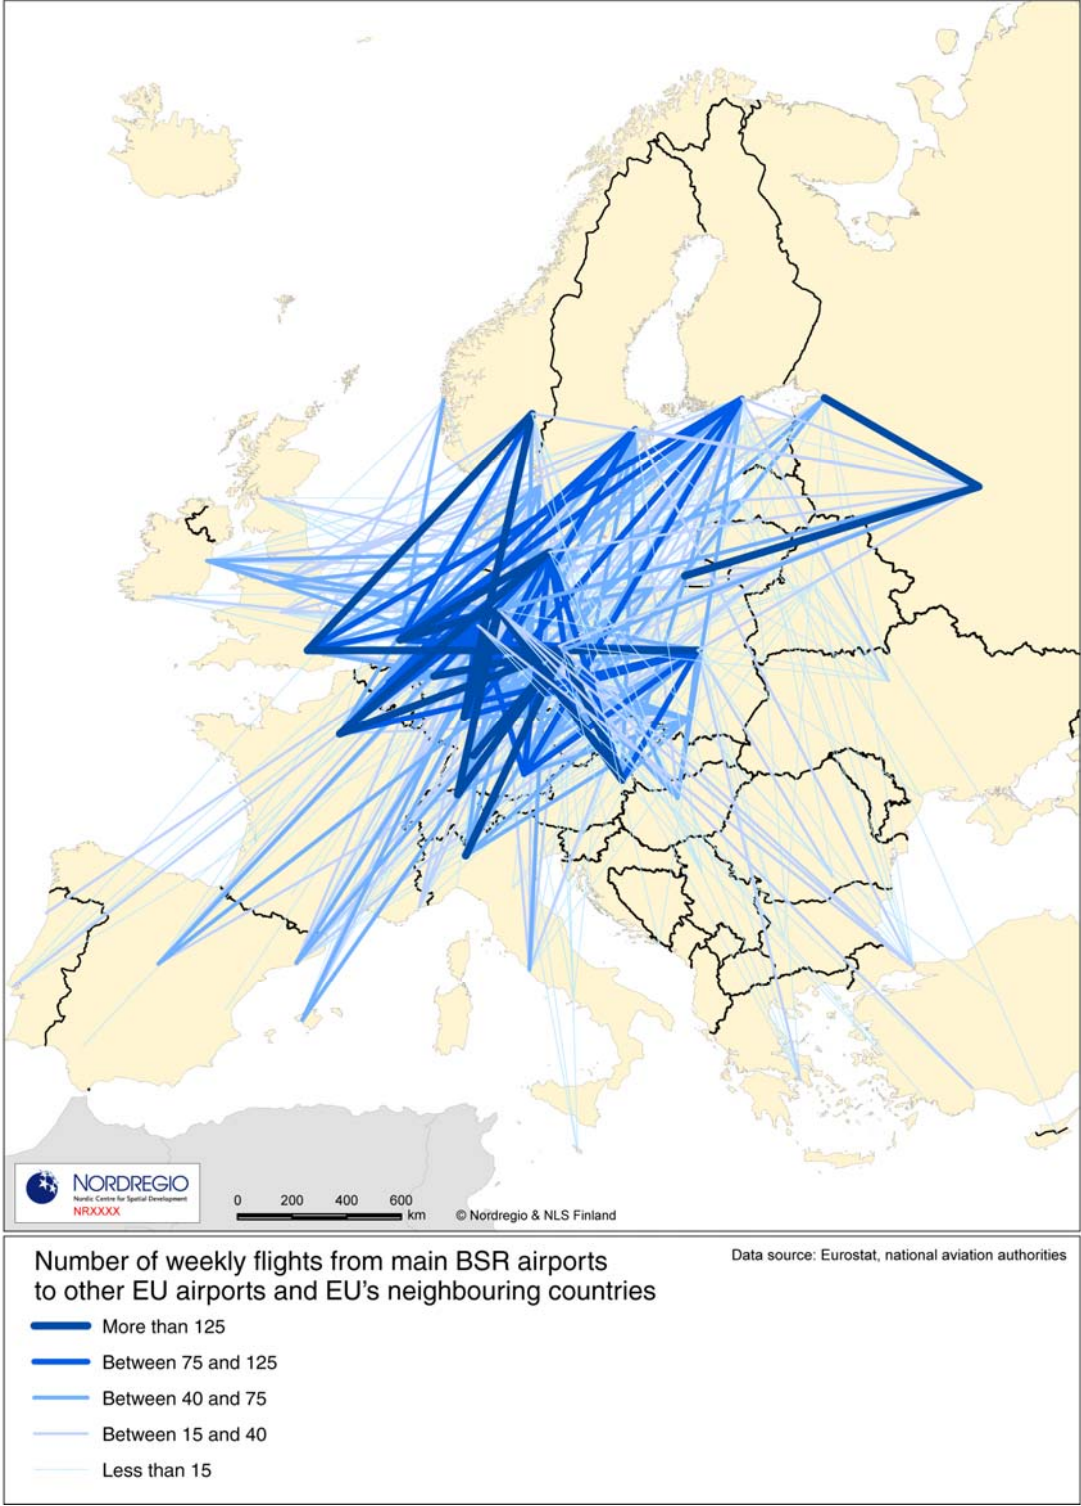 NORDREGIO
Nordic Centre for Spatial Development
NRXXXX
0 200 400 600
km
© Nordregio & NLS Finland
Number of weekly flights from main BSR airports
to other EU airports and EU's neighbouring countries
Data source: Eurostat, national aviation authorities
More than 125
Between 75 and 125
Between 40 and 75
Between 15 and 40
Less than 15